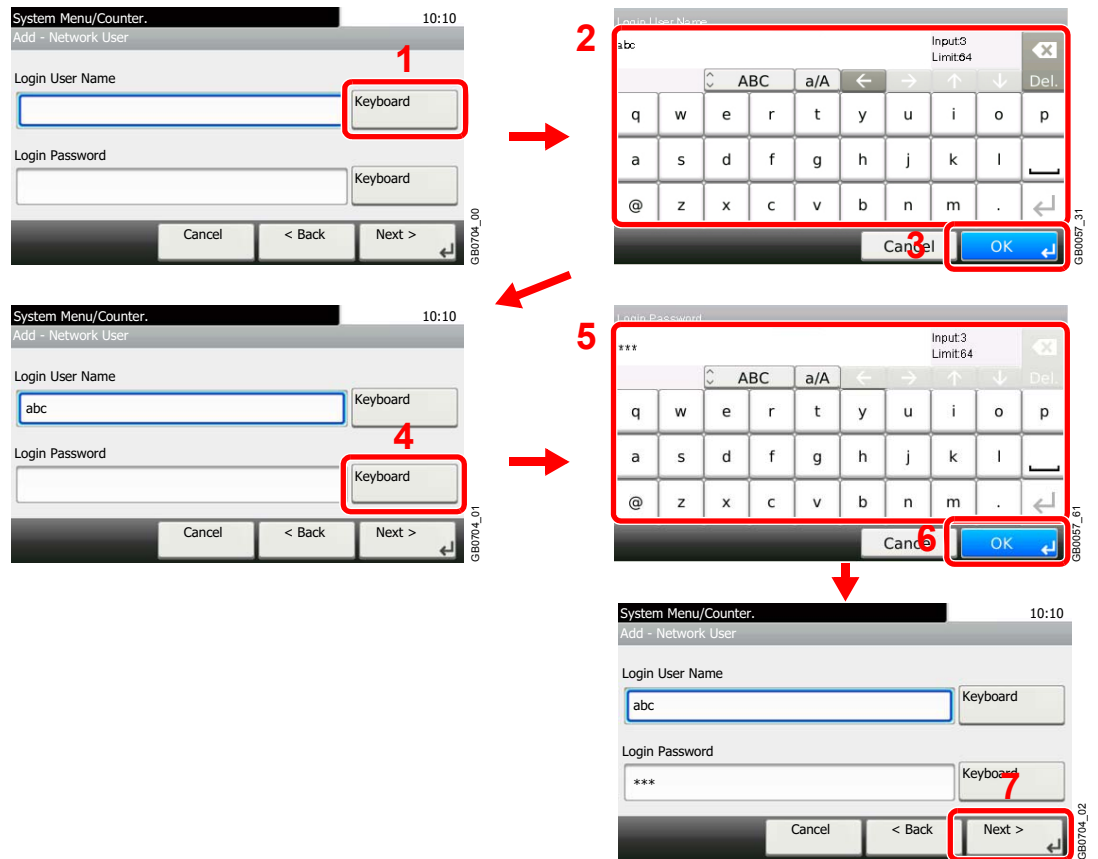 System Menu/Counter. 10:10
Add - Network User
1
Login User Name
Keyboard
Login Password
Keyboard
Cancel < Back Next >
GB0704_00
Login User Name
2
abc Input:3
Limit:64
ABC a/A ← → ↑ ↓ Del.
q w e r t y u i o p
a s d f g h j k l
@ z x c v b n m .
3
Cancel OK
GB0057_31
System Menu/Counter. 10:10
Add - Network User
Login User Name
abc Keyboard
4
Login Password
Keyboard
Cancel < Back Next >
GB0704_01
Login Password
5
*** Input:3
Limit:64
ABC a/A ← → ↑ ↓ Del.
q w e r t y u i o p
a s d f g h j k l
@ z x c v b n m .
6
Cancel OK
GB0057_61
System Menu/Counter. 10:10
Add - Network User
Login User Name
abc Keyboard
Login Password
*** Keyboard
7
Cancel < Back Next >
GB0704_02